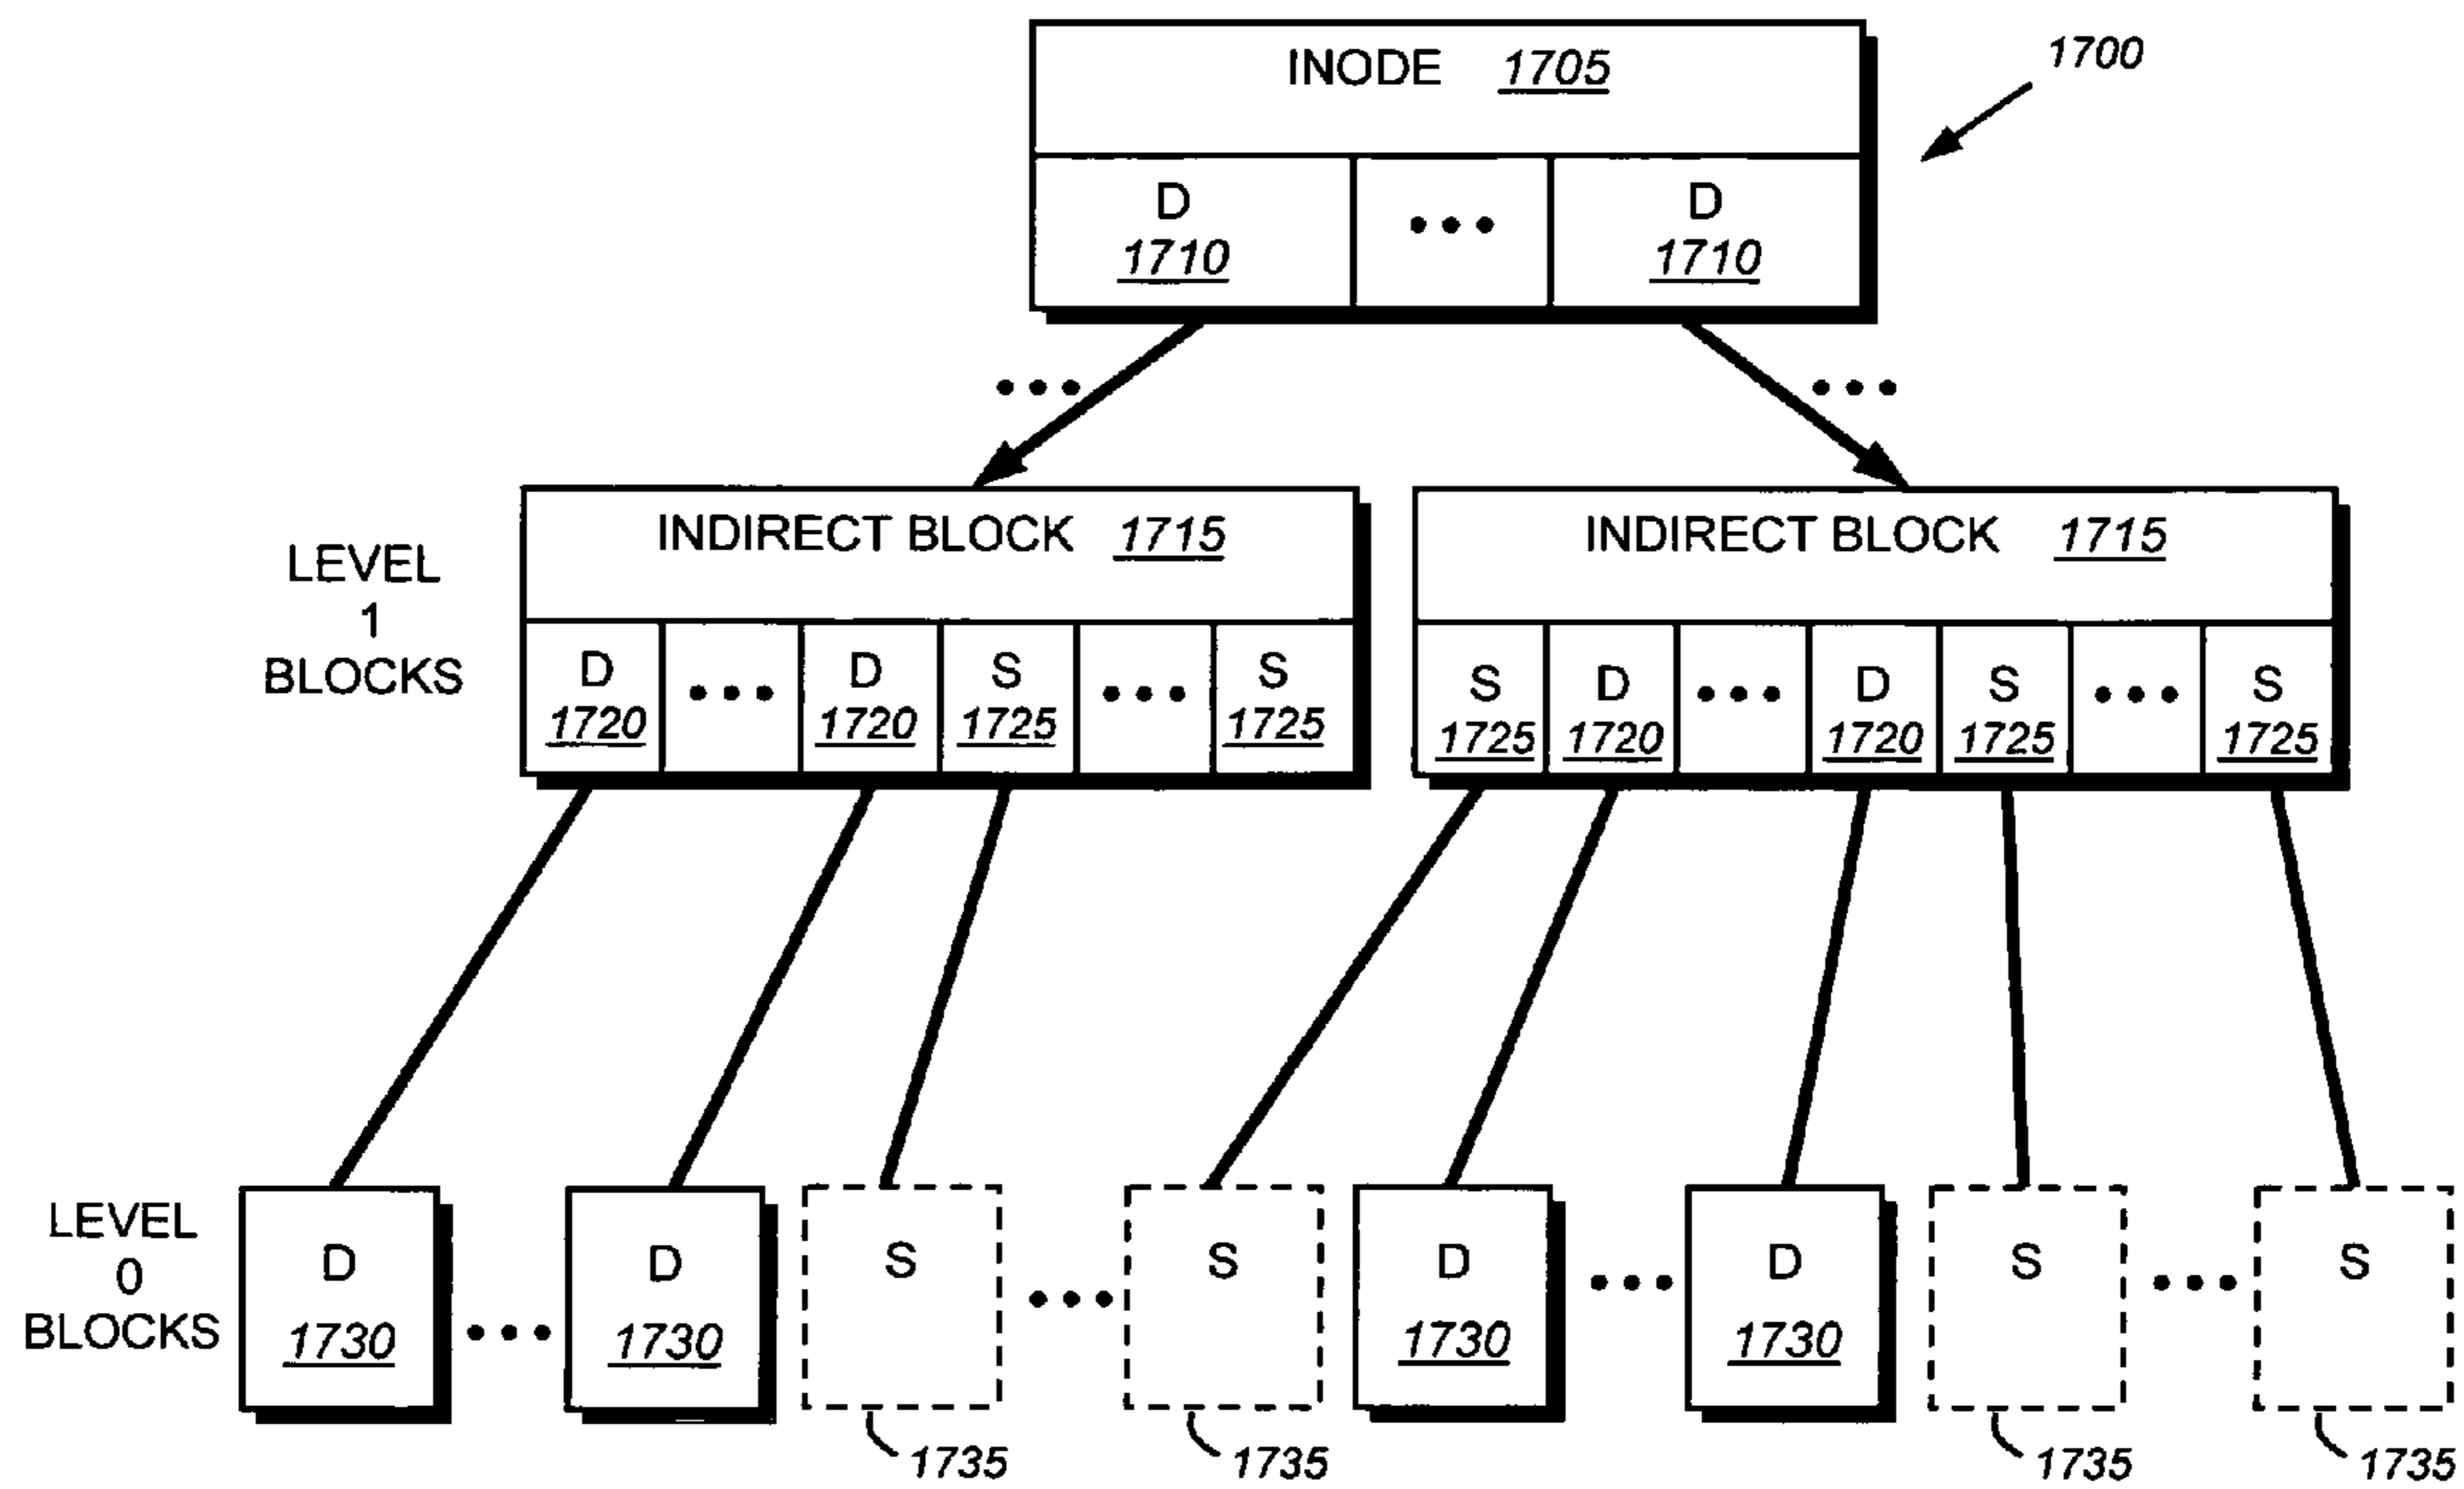 INODE 1705
1700
D ••• D
1710 1710
••• •••
INDIRECT BLOCK 1715
INDIRECT BLOCK 1715
LEVEL
1
BLOCKS
D ••• D S ••• S
1720 1720 1725 1725
S D ••• D S ••• S
1725 1720 1720 1725 1725
LEVEL
0
BLOCKS
D ••• D S ••• S D ••• D S ••• S
1730 1730 1730 1730
1735 1735 1735 1735